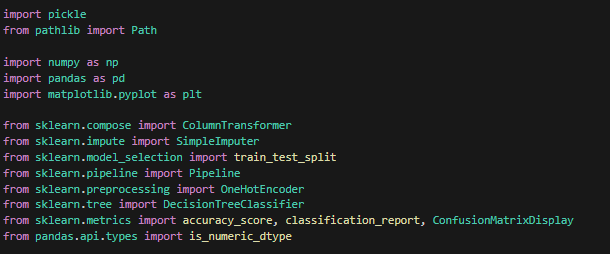 import pickle
from pathlib import Path
import numpy as np
import pandas as pd
import matplotlib.pyplot as plt
from sklearn.compose import ColumnTransformer
from sklearn.impute import SimpleImputer
from sklearn.model_selection import train_test_split
from sklearn.pipeline import Pipeline
from sklearn.preprocessing import OneHotEncoder
from sklearn.tree import DecisionTreeClassifier
from sklearn.metrics import accuracy_score, classification_report, ConfusionMatrixDisplay
from pandas.api.types import is_numeric_dtype